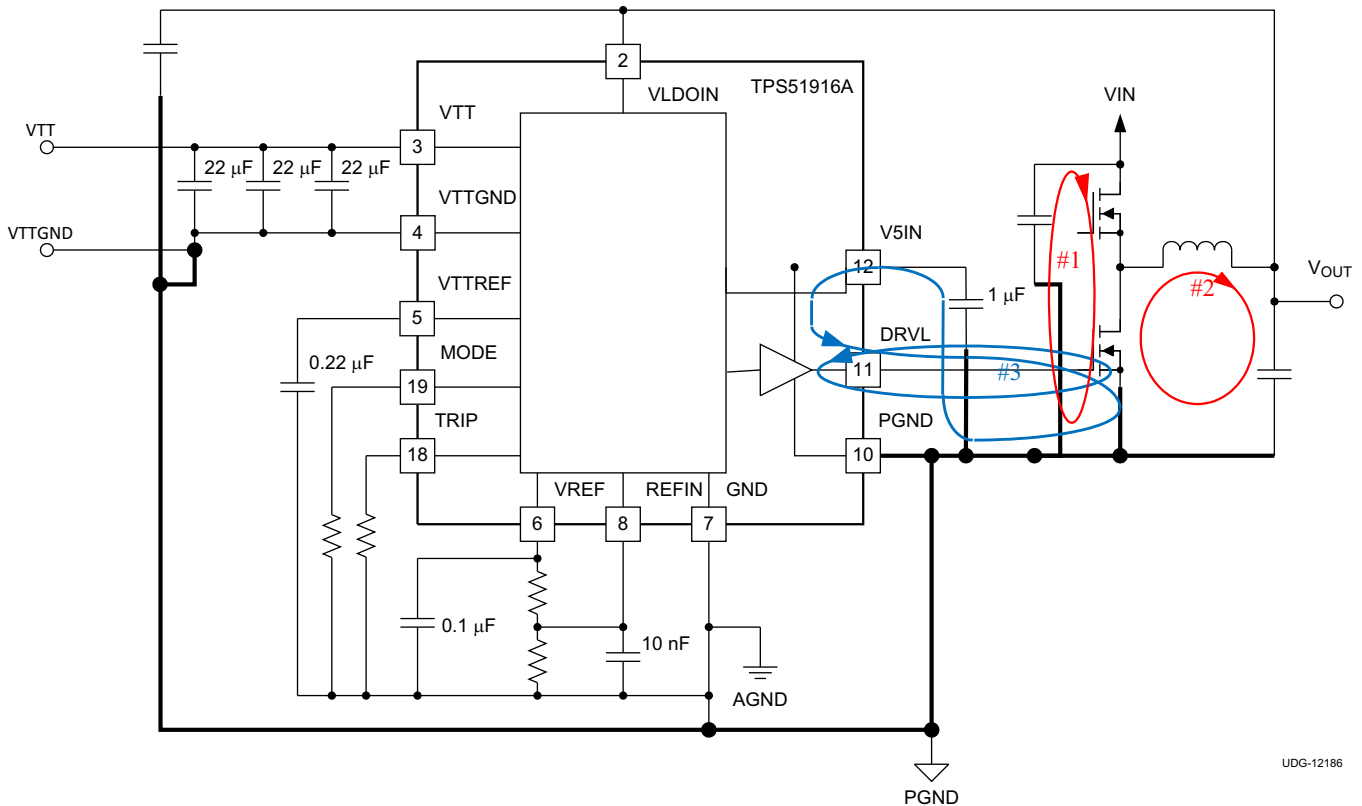 2
TPS51916A
VLDOIN
VIN
VTT
VTT
3
22 μF
22 μF
22 μF
VTTGND
4
VTTGND
V5IN
12
#1
#2
VOUT
VTTREF
5
1 μF
DRVL
11
#3
MODE
0.22 μF
19
TRIP
18
PGND
10
VREF
REFIN
GND
6
8
7
0.1 μF
10 nF
AGND
PGND
UDG-12186